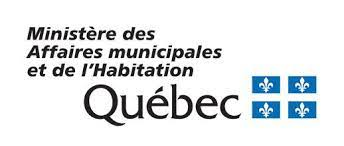 Ministère des
Affaires municipales
et de l'Habitation
Québec